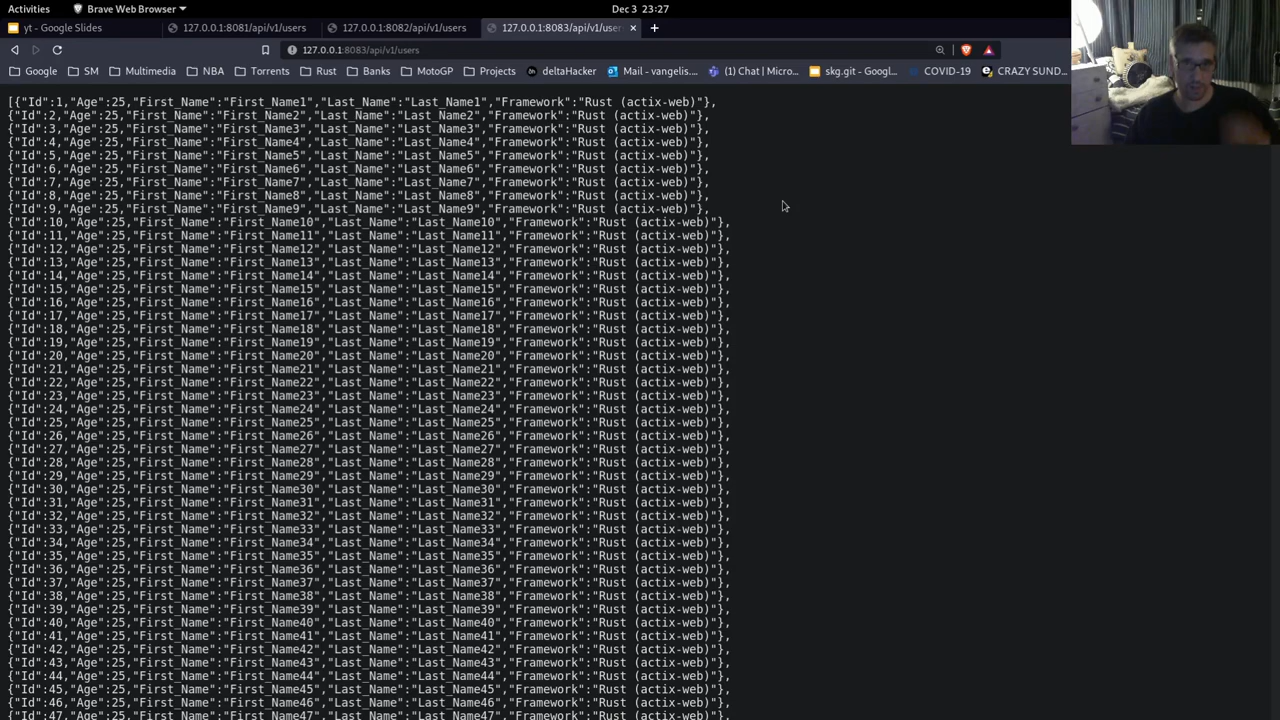 Activities
Brave Web Browser
Dec 3 23:27
yt - Google Slides
127.0.0.1:8081/api/v1/users
127.0.0.1:8082/api/v1/users
127.0.0.1:8083/api/v1/user
127.0.0.1:8083/api/v1/users
Google
SM
Multimedia
NBA
Torrents
Rust
Banks
MotoGP
Projects
deltaHacker
Mail - vangelis...
(1) Chat | Micro...
skg.git - Googl...
COVID-19
CRAZY SUND...
[{"Id":1,"Age":25,"First_Name":"First_Name1","Last_Name":"Last_Name1","Framework":"Rust (actix-web)"},
{"Id":2,"Age":25,"First_Name":"First_Name2","Last_Name":"Last_Name2","Framework":"Rust (actix-web)"},
{"Id":3,"Age":25,"First_Name":"First_Name3","Last_Name":"Last_Name3","Framework":"Rust (actix-web)"},
{"Id":4,"Age":25,"First_Name":"First_Name4","Last_Name":"Last_Name4","Framework":"Rust (actix-web)"},
{"Id":5,"Age":25,"First_Name":"First_Name5","Last_Name":"Last_Name5","Framework":"Rust (actix-web)"},
{"Id":6,"Age":25,"First_Name":"First_Name6","Last_Name":"Last_Name6","Framework":"Rust (actix-web)"},
{"Id":7,"Age":25,"First_Name":"First_Name7","Last_Name":"Last_Name7","Framework":"Rust (actix-web)"},
{"Id":8,"Age":25,"First_Name":"First_Name8","Last_Name":"Last_Name8","Framework":"Rust (actix-web)"},
{"Id":9,"Age":25,"First_Name":"First_Name9","Last_Name":"Last_Name9","Framework":"Rust (actix-web)"},
{"Id":10,"Age":25,"First_Name":"First_Name10","Last_Name":"Last_Name10","Framework":"Rust (actix-web)"},
{"Id":11,"Age":25,"First_Name":"First_Name11","Last_Name":"Last_Name11","Framework":"Rust (actix-web)"},
{"Id":12,"Age":25,"First_Name":"First_Name12","Last_Name":"Last_Name12","Framework":"Rust (actix-web)"},
{"Id":13,"Age":25,"First_Name":"First_Name13","Last_Name":"Last_Name13","Framework":"Rust (actix-web)"},
{"Id":14,"Age":25,"First_Name":"First_Name14","Last_Name":"Last_Name14","Framework":"Rust (actix-web)"},
{"Id":15,"Age":25,"First_Name":"First_Name15","Last_Name":"Last_Name15","Framework":"Rust (actix-web)"},
{"Id":16,"Age":25,"First_Name":"First_Name16","Last_Name":"Last_Name16","Framework":"Rust (actix-web)"},
{"Id":17,"Age":25,"First_Name":"First_Name17","Last_Name":"Last_Name17","Framework":"Rust (actix-web)"},
{"Id":18,"Age":25,"First_Name":"First_Name18","Last_Name":"Last_Name18","Framework":"Rust (actix-web)"},
{"Id":19,"Age":25,"First_Name":"First_Name19","Last_Name":"Last_Name19","Framework":"Rust (actix-web)"},
{"Id":20,"Age":25,"First_Name":"First_Name20","Last_Name":"Last_Name20","Framework":"Rust (actix-web)"},
{"Id":21,"Age":25,"First_Name":"First_Name21","Last_Name":"Last_Name21","Framework":"Rust (actix-web)"},
{"Id":22,"Age":25,"First_Name":"First_Name22","Last_Name":"Last_Name22","Framework":"Rust (actix-web)"},
{"Id":23,"Age":25,"First_Name":"First_Name23","Last_Name":"Last_Name23","Framework":"Rust (actix-web)"},
{"Id":24,"Age":25,"First_Name":"First_Name24","Last_Name":"Last_Name24","Framework":"Rust (actix-web)"},
{"Id":25,"Age":25,"First_Name":"First_Name25","Last_Name":"Last_Name25","Framework":"Rust (actix-web)"},
{"Id":26,"Age":25,"First_Name":"First_Name26","Last_Name":"Last_Name26","Framework":"Rust (actix-web)"},
{"Id":27,"Age":25,"First_Name":"First_Name27","Last_Name":"Last_Name27","Framework":"Rust (actix-web)"},
{"Id":28,"Age":25,"First_Name":"First_Name28","Last_Name":"Last_Name28","Framework":"Rust (actix-web)"},
{"Id":29,"Age":25,"First_Name":"First_Name29","Last_Name":"Last_Name29","Framework":"Rust (actix-web)"},
{"Id":30,"Age":25,"First_Name":"First_Name30","Last_Name":"Last_Name30","Framework":"Rust (actix-web)"},
{"Id":31,"Age":25,"First_Name":"First_Name31","Last_Name":"Last_Name31","Framework":"Rust (actix-web)"},
{"Id":32,"Age":25,"First_Name":"First_Name32","Last_Name":"Last_Name32","Framework":"Rust (actix-web)"},
{"Id":33,"Age":25,"First_Name":"First_Name33","Last_Name":"Last_Name33","Framework":"Rust (actix-web)"},
{"Id":34,"Age":25,"First_Name":"First_Name34","Last_Name":"Last_Name34","Framework":"Rust (actix-web)"},
{"Id":35,"Age":25,"First_Name":"First_Name35","Last_Name":"Last_Name35","Framework":"Rust (actix-web)"},
{"Id":36,"Age":25,"First_Name":"First_Name36","Last_Name":"Last_Name36","Framework":"Rust (actix-web)"},
{"Id":37,"Age":25,"First_Name":"First_Name37","Last_Name":"Last_Name37","Framework":"Rust (actix-web)"},
{"Id":38,"Age":25,"First_Name":"First_Name38","Last_Name":"Last_Name38","Framework":"Rust (actix-web)"},
{"Id":39,"Age":25,"First_Name":"First_Name39","Last_Name":"Last_Name39","Framework":"Rust (actix-web)"},
{"Id":40,"Age":25,"First_Name":"First_Name40","Last_Name":"Last_Name40","Framework":"Rust (actix-web)"},
{"Id":41,"Age":25,"First_Name":"First_Name41","Last_Name":"Last_Name41","Framework":"Rust (actix-web)"},
{"Id":42,"Age":25,"First_Name":"First_Name42","Last_Name":"Last_Name42","Framework":"Rust (actix-web)"},
{"Id":43,"Age":25,"First_Name":"First_Name43","Last_Name":"Last_Name43","Framework":"Rust (actix-web)"},
{"Id":44,"Age":25,"First_Name":"First_Name44","Last_Name":"Last_Name44","Framework":"Rust (actix-web)"},
{"Id":45,"Age":25,"First_Name":"First_Name45","Last_Name":"Last_Name45","Framework":"Rust (actix-web)"},
{"Id":46,"Age":25,"First_Name":"First_Name46","Last_Name":"Last_Name46","Framework":"Rust (actix-web)"},
{"Id":47,"Age":25,"First_Name":"First_Name47","Last_Name":"Last_Name47","Framework":"Rust (actix-web)"},